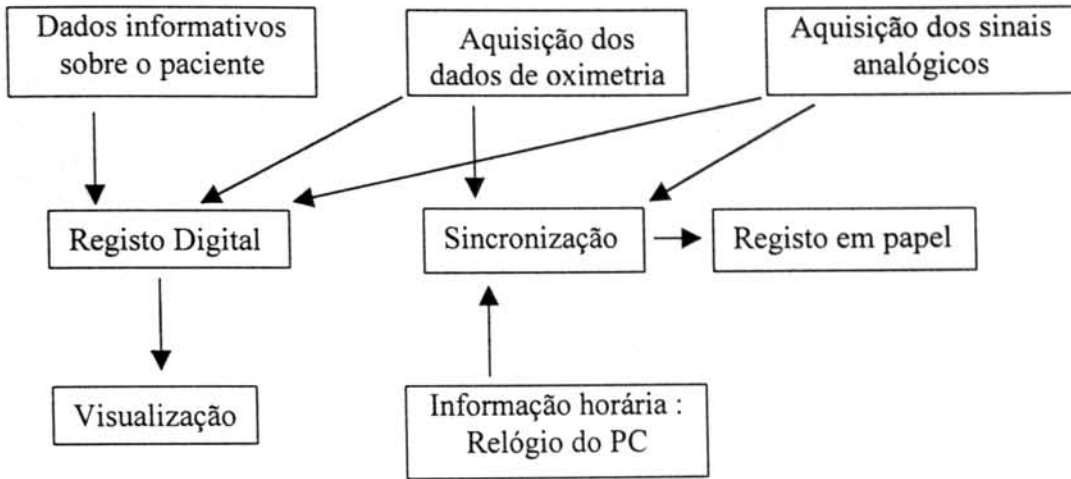 Dados informativos
sobre o paciente
Aquisição dos
dados de oximetria
Aquisição dos sinais
analógicos
Registo Digital
Sincronização
Registo em papel
Visualização
Informação horária :
Relógio do PC